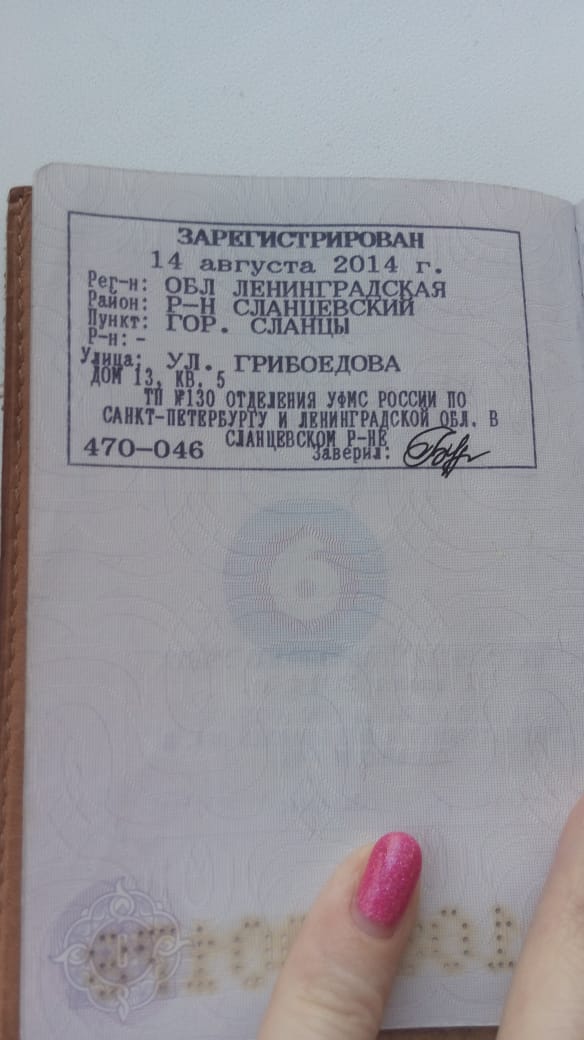 ЗАРЕГИСТРИРОВАН
14 августа 2014 г.
Рег-н: ОБЛ ЛЕНИНГРАДСКАЯ
Район: Р-Н СЛАНЦЕВСКИЙ
Пункт: ГОР. СЛАНЦЫ
Р-н: -
Улица: УЛ. ГРИБОЕДОВА
ДОМ 13, КВ. 5
ТП №130 ОТДЕЛЕНИЯ УФМС РОССИИ ПО
САНКТ-ПЕТЕРБУРГУ И ЛЕНИНГРАДСКОЙ ОБЛ. В
СЛАНЦЕВСКОМ Р-НЕ
470-046 Заверил:
6